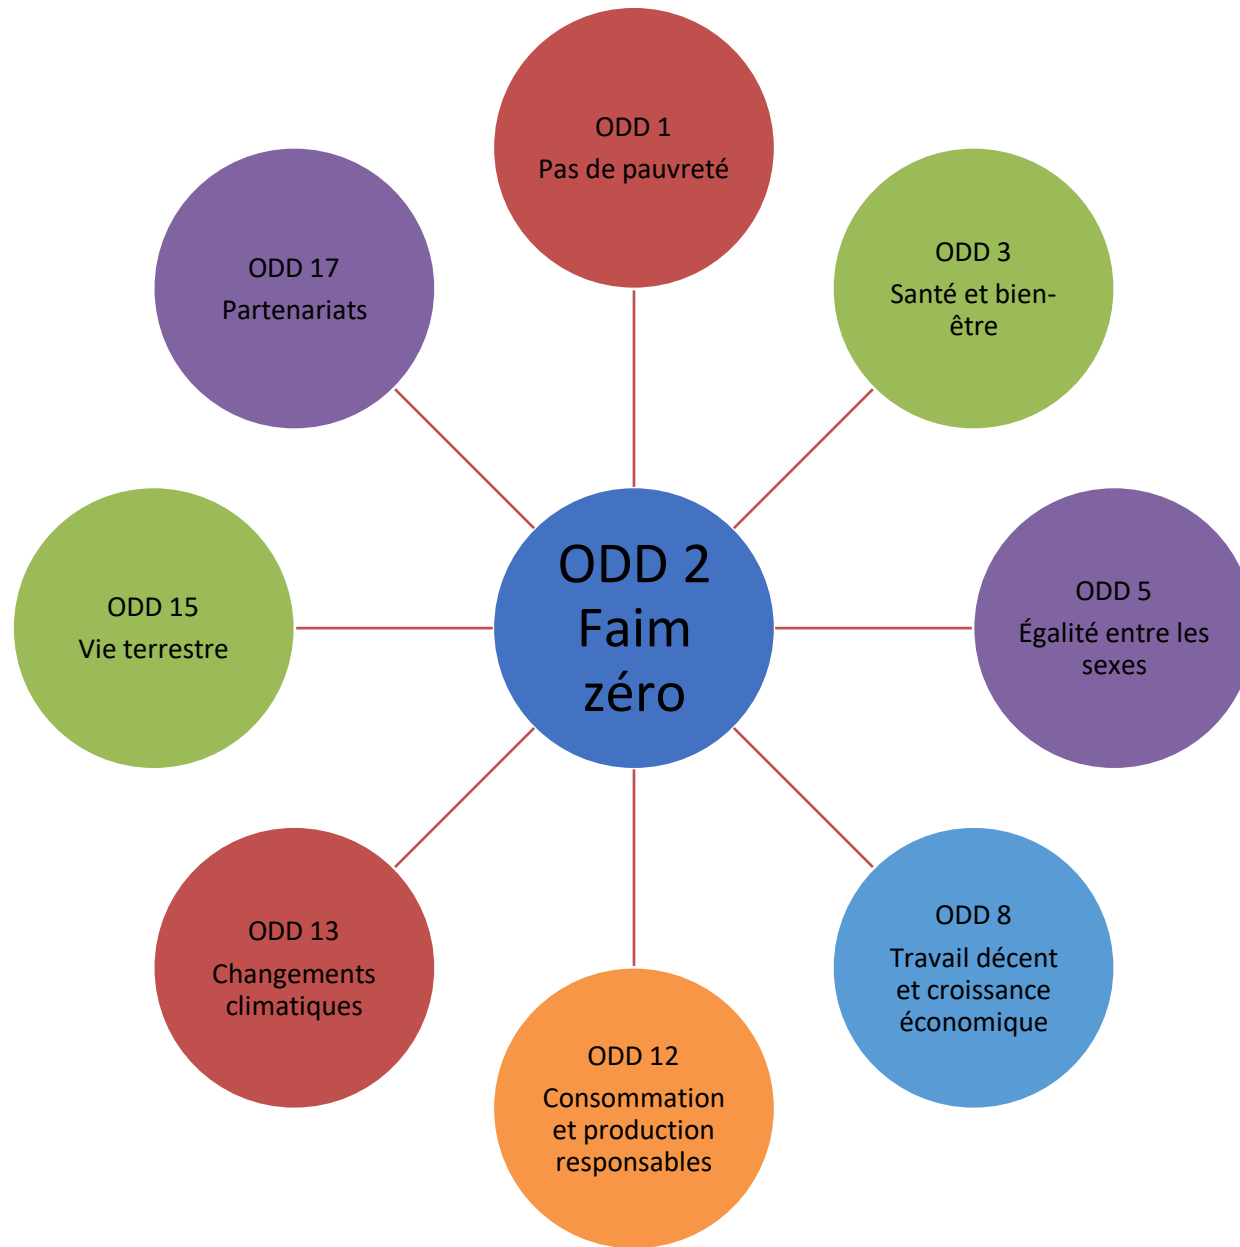 ODD 1
Pas de pauvreté
ODD 3
Santé et bien-
être
ODD 17
Partenariats
ODD 2
Faim
zéro
ODD 5
Égalité entre les
sexes
ODD 15
Vie terrestre
ODD 8
Travail décent
et croissance
économique
ODD 13
Changements
climatiques
ODD 12
Consommation
et production
responsables